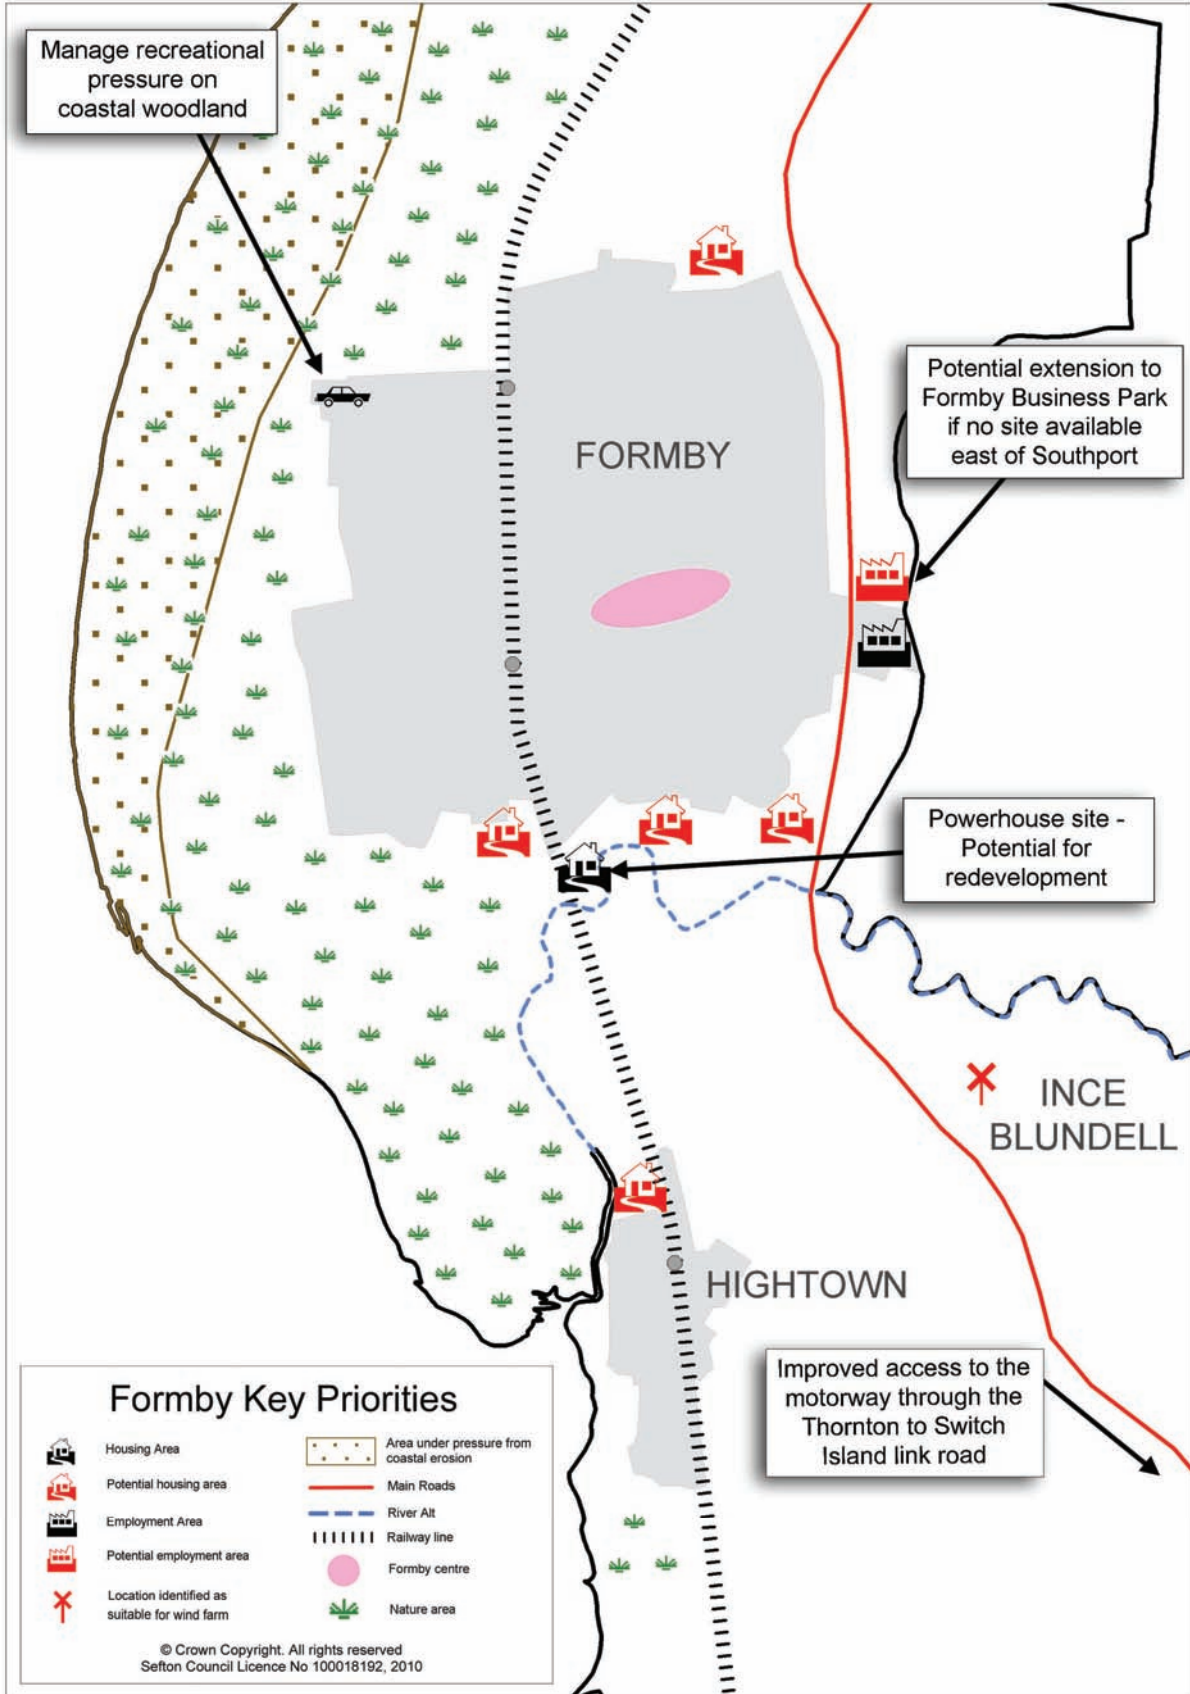 Manage recreational
pressure on
coastal woodland
Potential extension to
Formby Business Park
if no site available
east of Southport
FORMBY
Powerhouse site -
Potential for
redevelopment
INCE
BLUNDELL
HIGHTOWN
Improved access to the
motorway through the
Thornton to Switch
Island link road
Formby Key Priorities
Housing Area
Potential housing area
Employment Area
Potential employment area
Location identified as
suitable for wind farm
Area under pressure from
coastal erosion
Main Roads
River Alt
Railway line
Formby centre
Nature area
© Crown Copyright. All rights reserved
Sefton Council Licence No 100018192, 2010